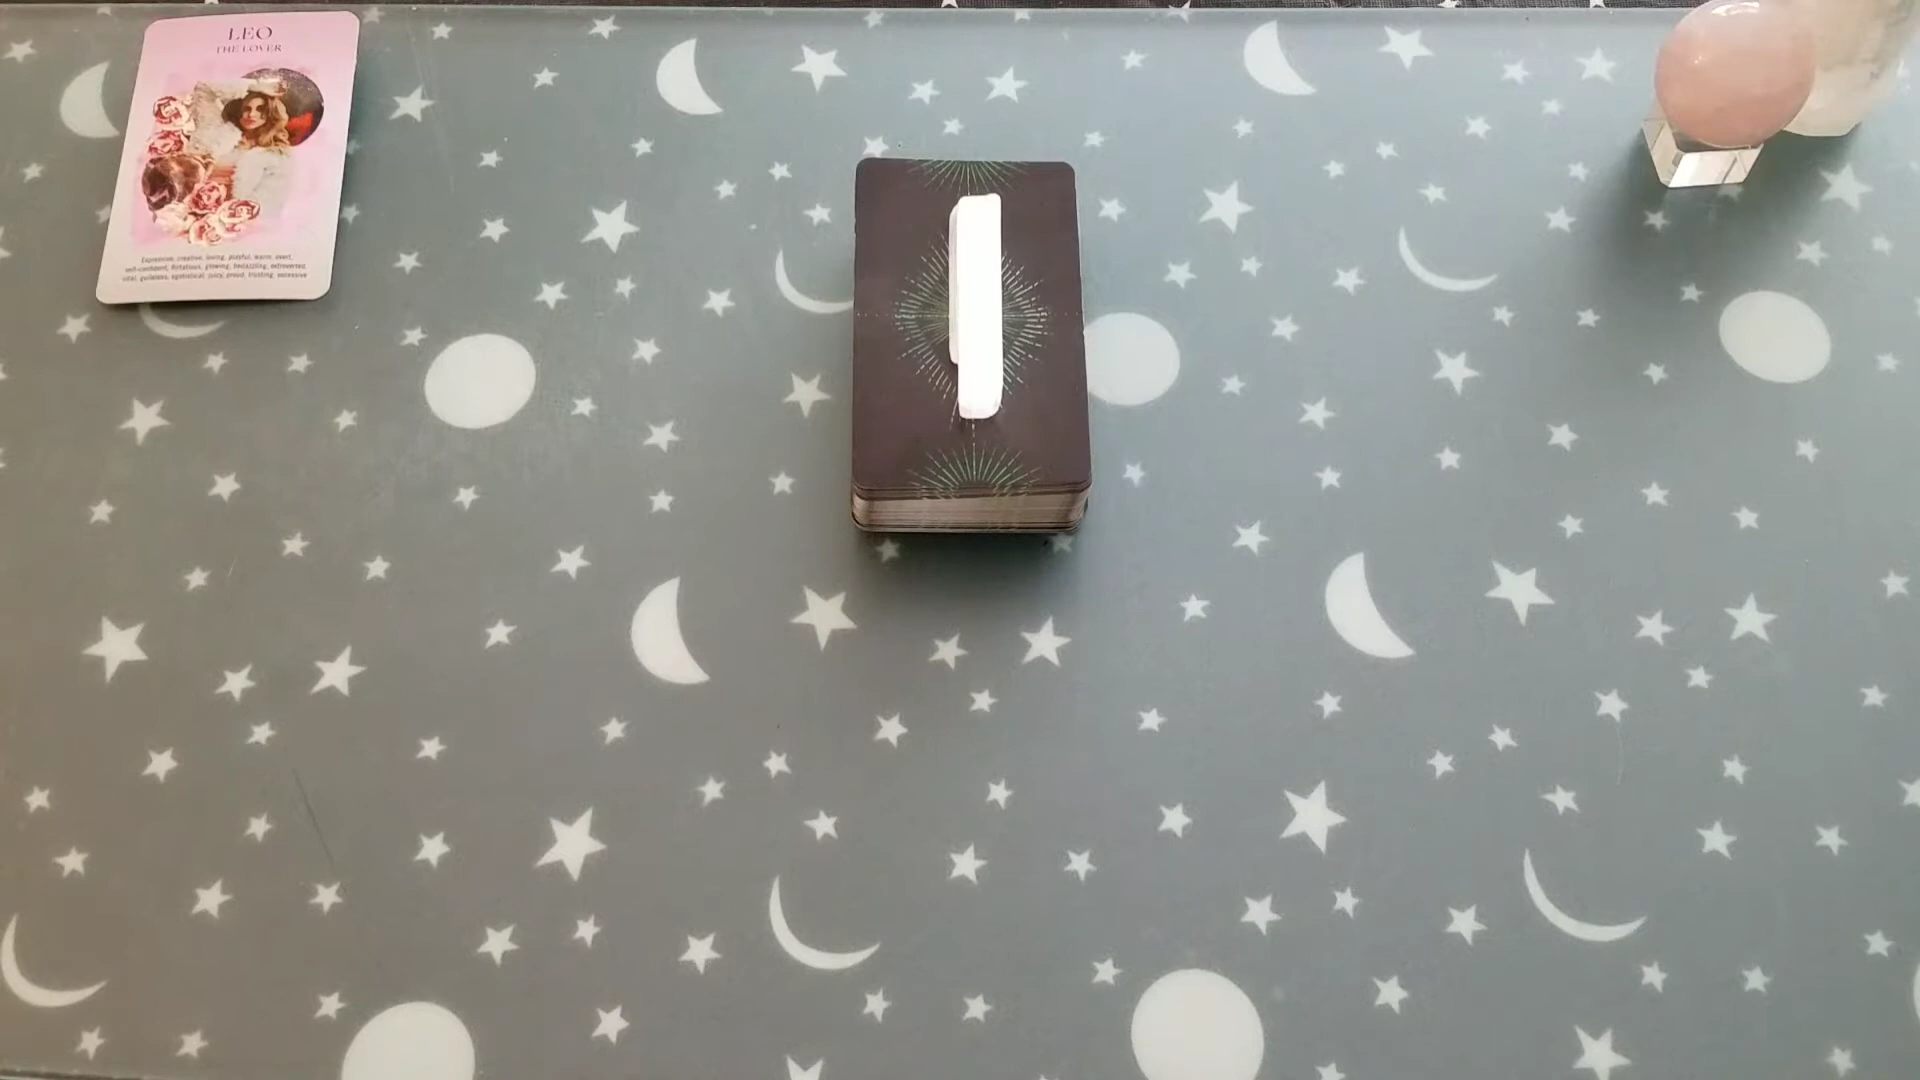 LEO
THE LOVER
Expressive, creative, loving, playful, warm, overt,
self-confident, flirtatious, glowing, bedazzling, extroverted,
vital, guileless, egotistical, juicy, proud, trusting, excessive